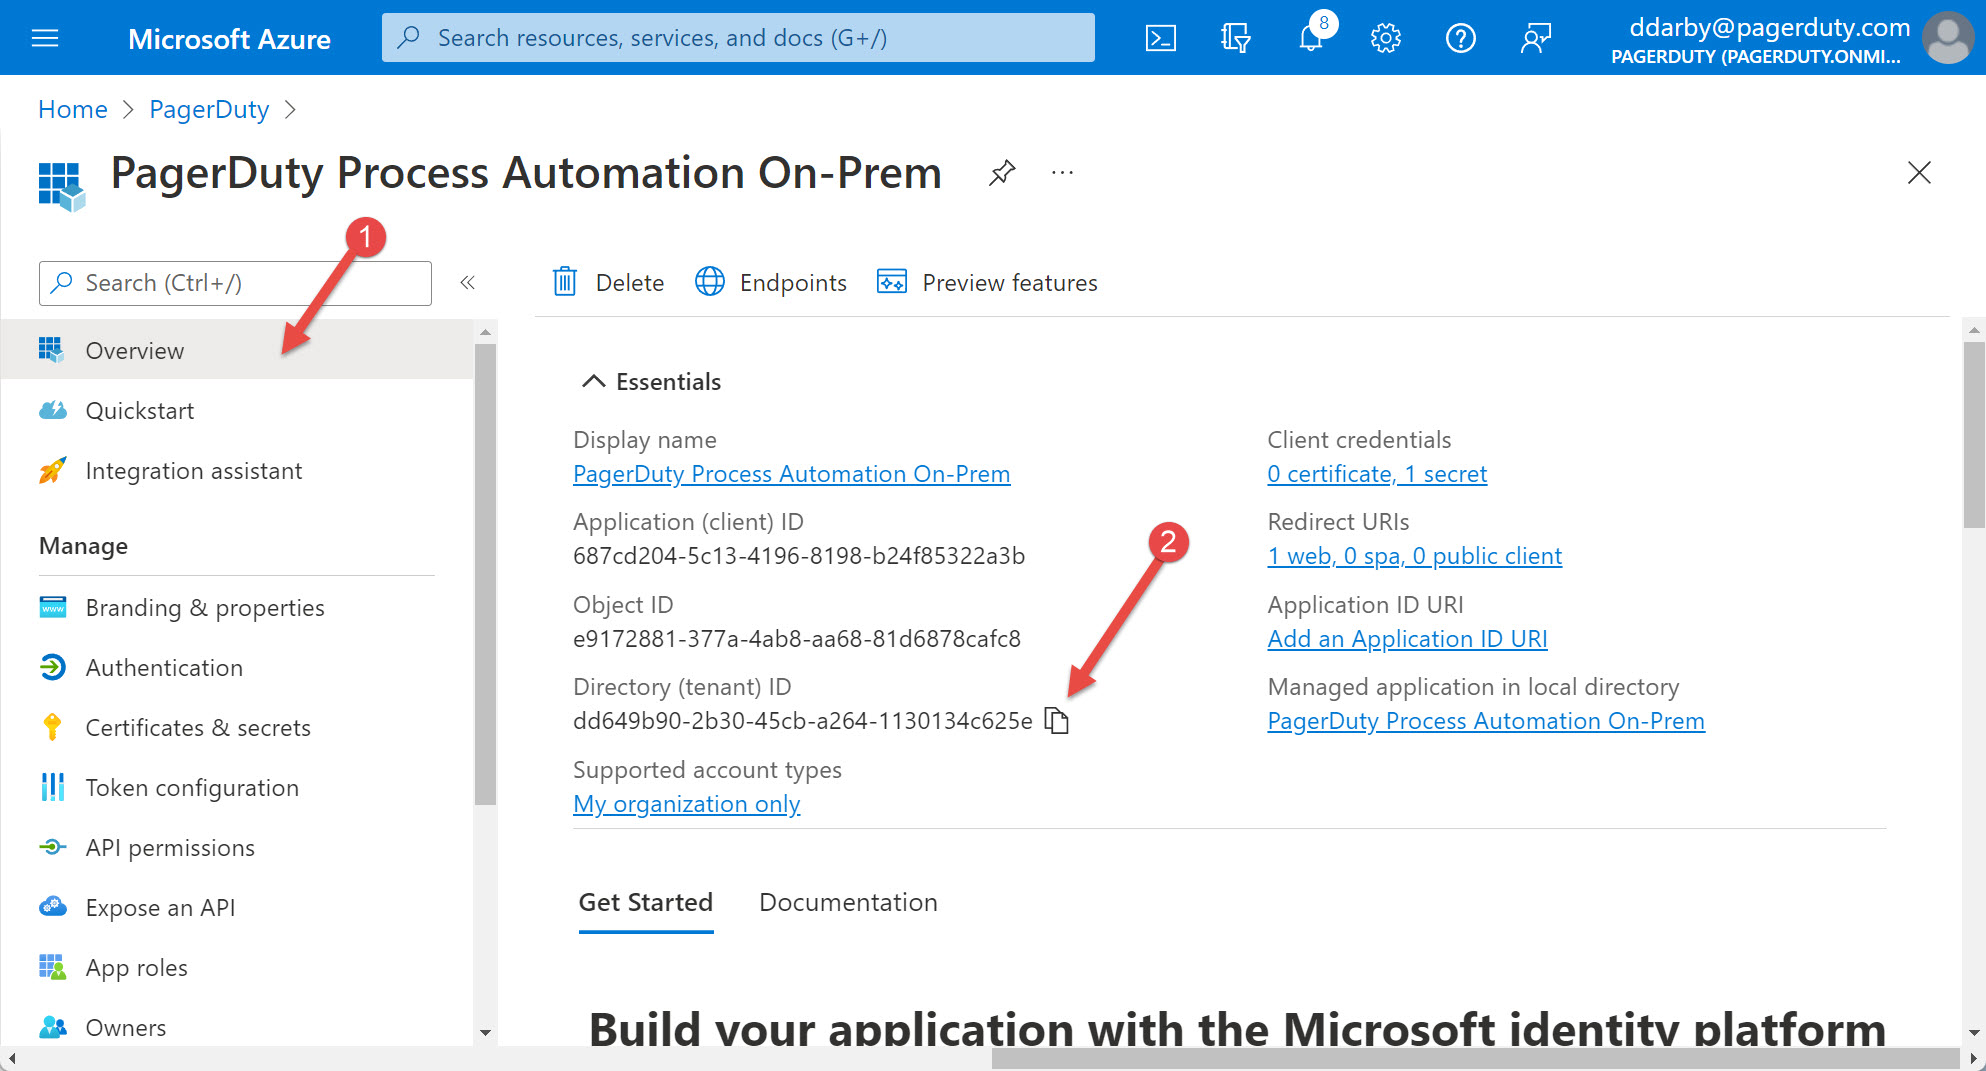 Microsoft Azure
Search resources, services, and docs (G+/)
8
ddarby@pagerduty.com
PAGERDUTY (PAGERDUTY.ONMI...
Home > PagerDuty >
PagerDuty Process Automation On-Prem ...
1
Search (Ctrl+/)
«
Delete
Endpoints
Preview features
Overview
Quickstart
Integration assistant
Manage
Branding & properties
Authentication
Certificates & secrets
Token configuration
API permissions
Expose an API
App roles
Owners
Essentials
Display name
PagerDuty Process Automation On-Prem
Application (client) ID
687cd204-5c13-4196-8198-b24f85322a3b
Object ID
e9172881-377a-4ab8-aa68-81d6878cafc8
Directory (tenant) ID
dd649b90-2b30-45cb-a264-1130134c625e
Supported account types
My organization only
2
Client credentials
0 certificate, 1 secret
Redirect URIs
1 web, 0 spa, 0 public client
Application ID URI
Add an Application ID URI
Managed application in local directory
PagerDuty Process Automation On-Prem
Get Started
Documentation
Build your application with the Microsoft identity platform